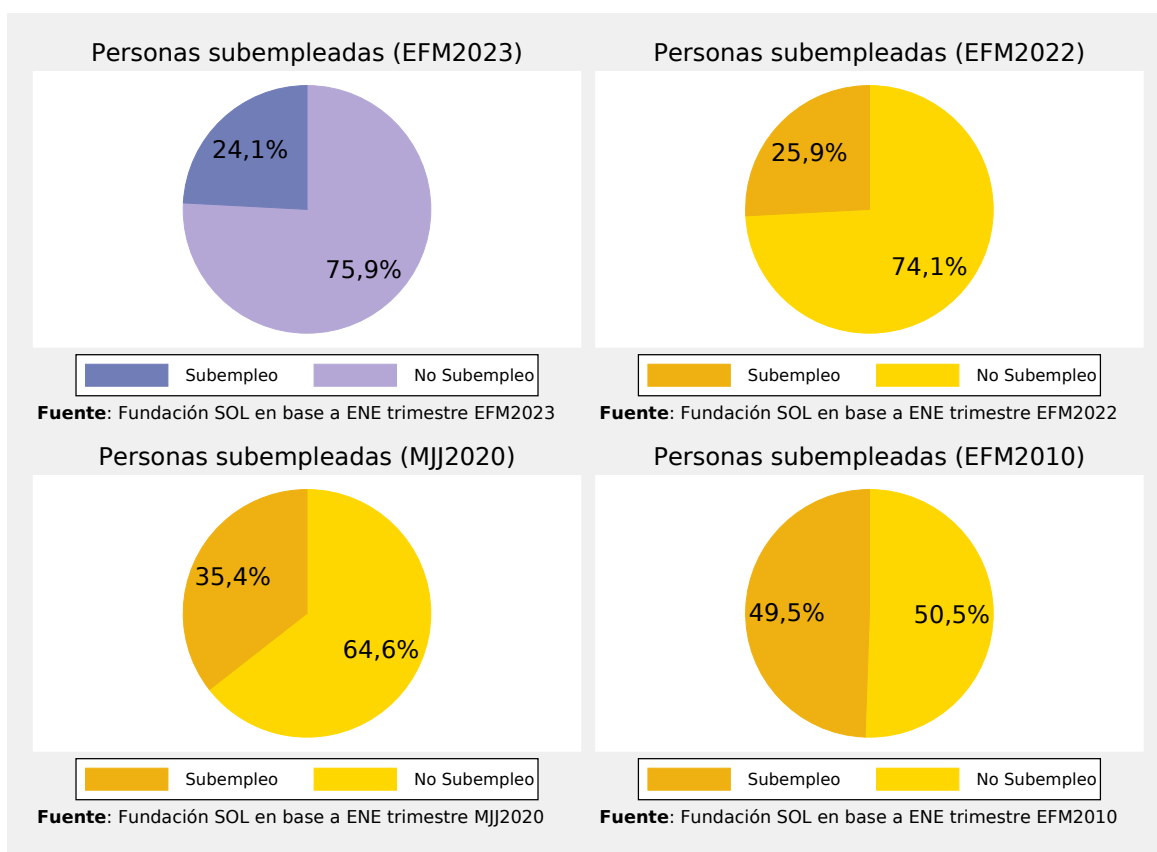 Personas subempleadas (EFM2023)
24,1%
75,9%
Subempleo No Subempleo
Fuente: Fundación SOL en base a ENE trimestre EFM2023
Personas subempleadas (EFM2022)
25,9%
74,1%
Subempleo No Subempleo
Fuente: Fundación SOL en base a ENE trimestre EFM2022
Personas subempleadas (MJJ2020)
35,4%
64,6%
Subempleo No Subempleo
Fuente: Fundación SOL en base a ENE trimestre MJJ2020
Personas subempleadas (EFM2010)
49,5%
50,5%
Subempleo No Subempleo
Fuente: Fundación SOL en base a ENE trimestre EFM2010